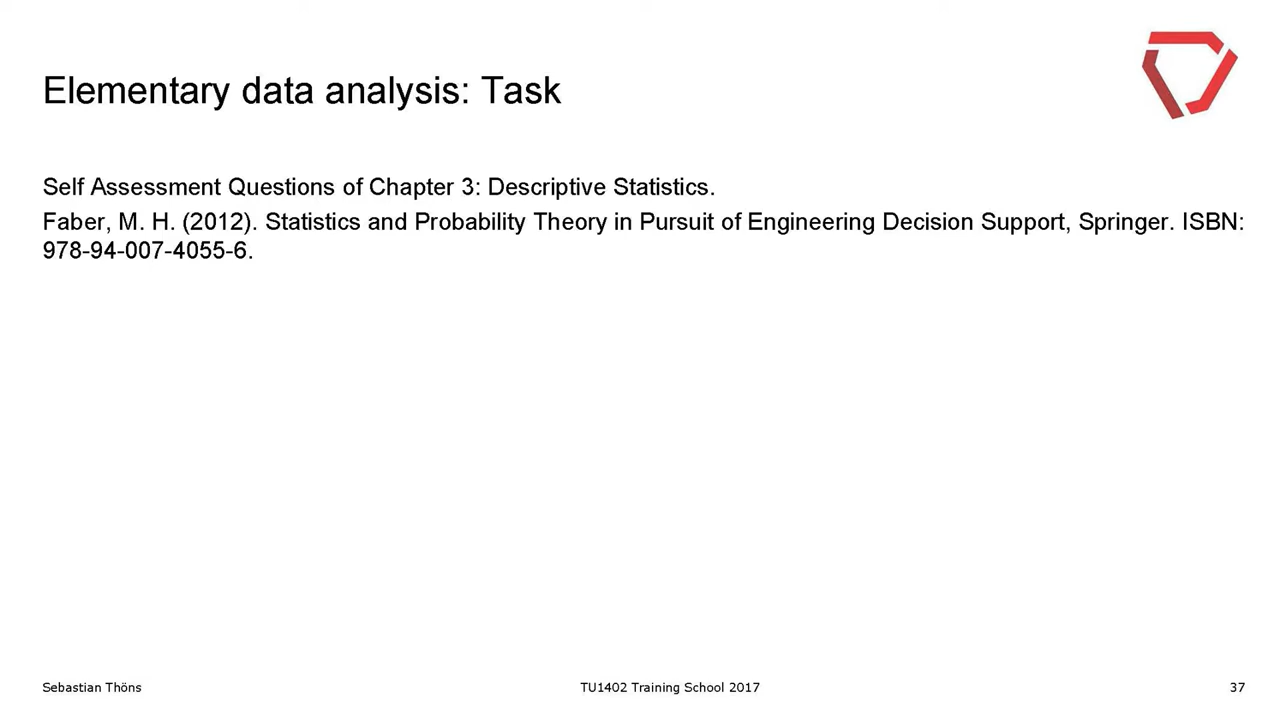 Elementary data analysis: Task
Self Assessment Questions of Chapter 3: Descriptive Statistics.
Faber, M. H. (2012). Statistics and Probability Theory in Pursuit of Engineering Decision Support, Springer. ISBN:
978-94-007-4055-6.
Sebastian Thöns
TU1402 Training School 2017
37